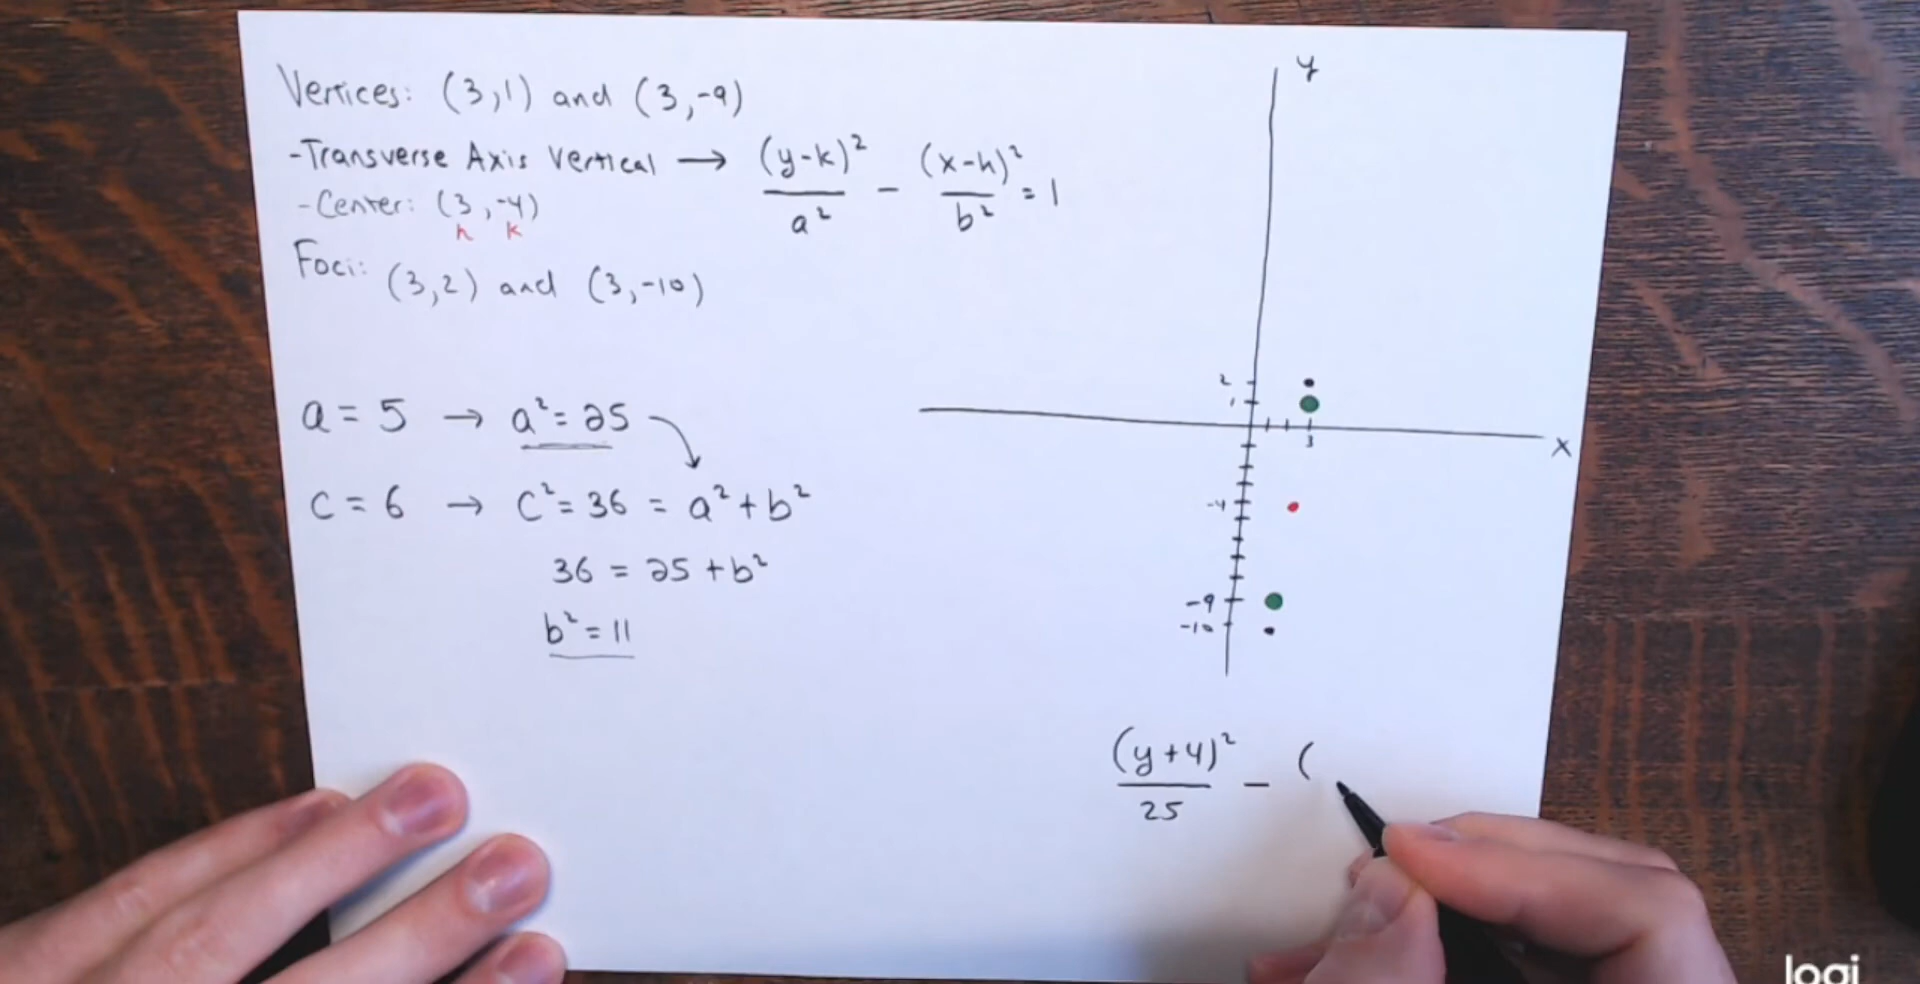 Vertices: (3,1) and (3,-9)
-Transverse Axis Vertical → (y-k)²/a² - (x-h)²/b² = 1
-Center: (3,-4)
h k
Foci: (3,2) and (3,-10)
a = 5 → a² = 25
c = 6 → c² = 36 = a² + b²
36 = 25 + b²
b² = 11
y
2
1
3
x
-4
-9
-10
(y+4)²/25 - (
logi